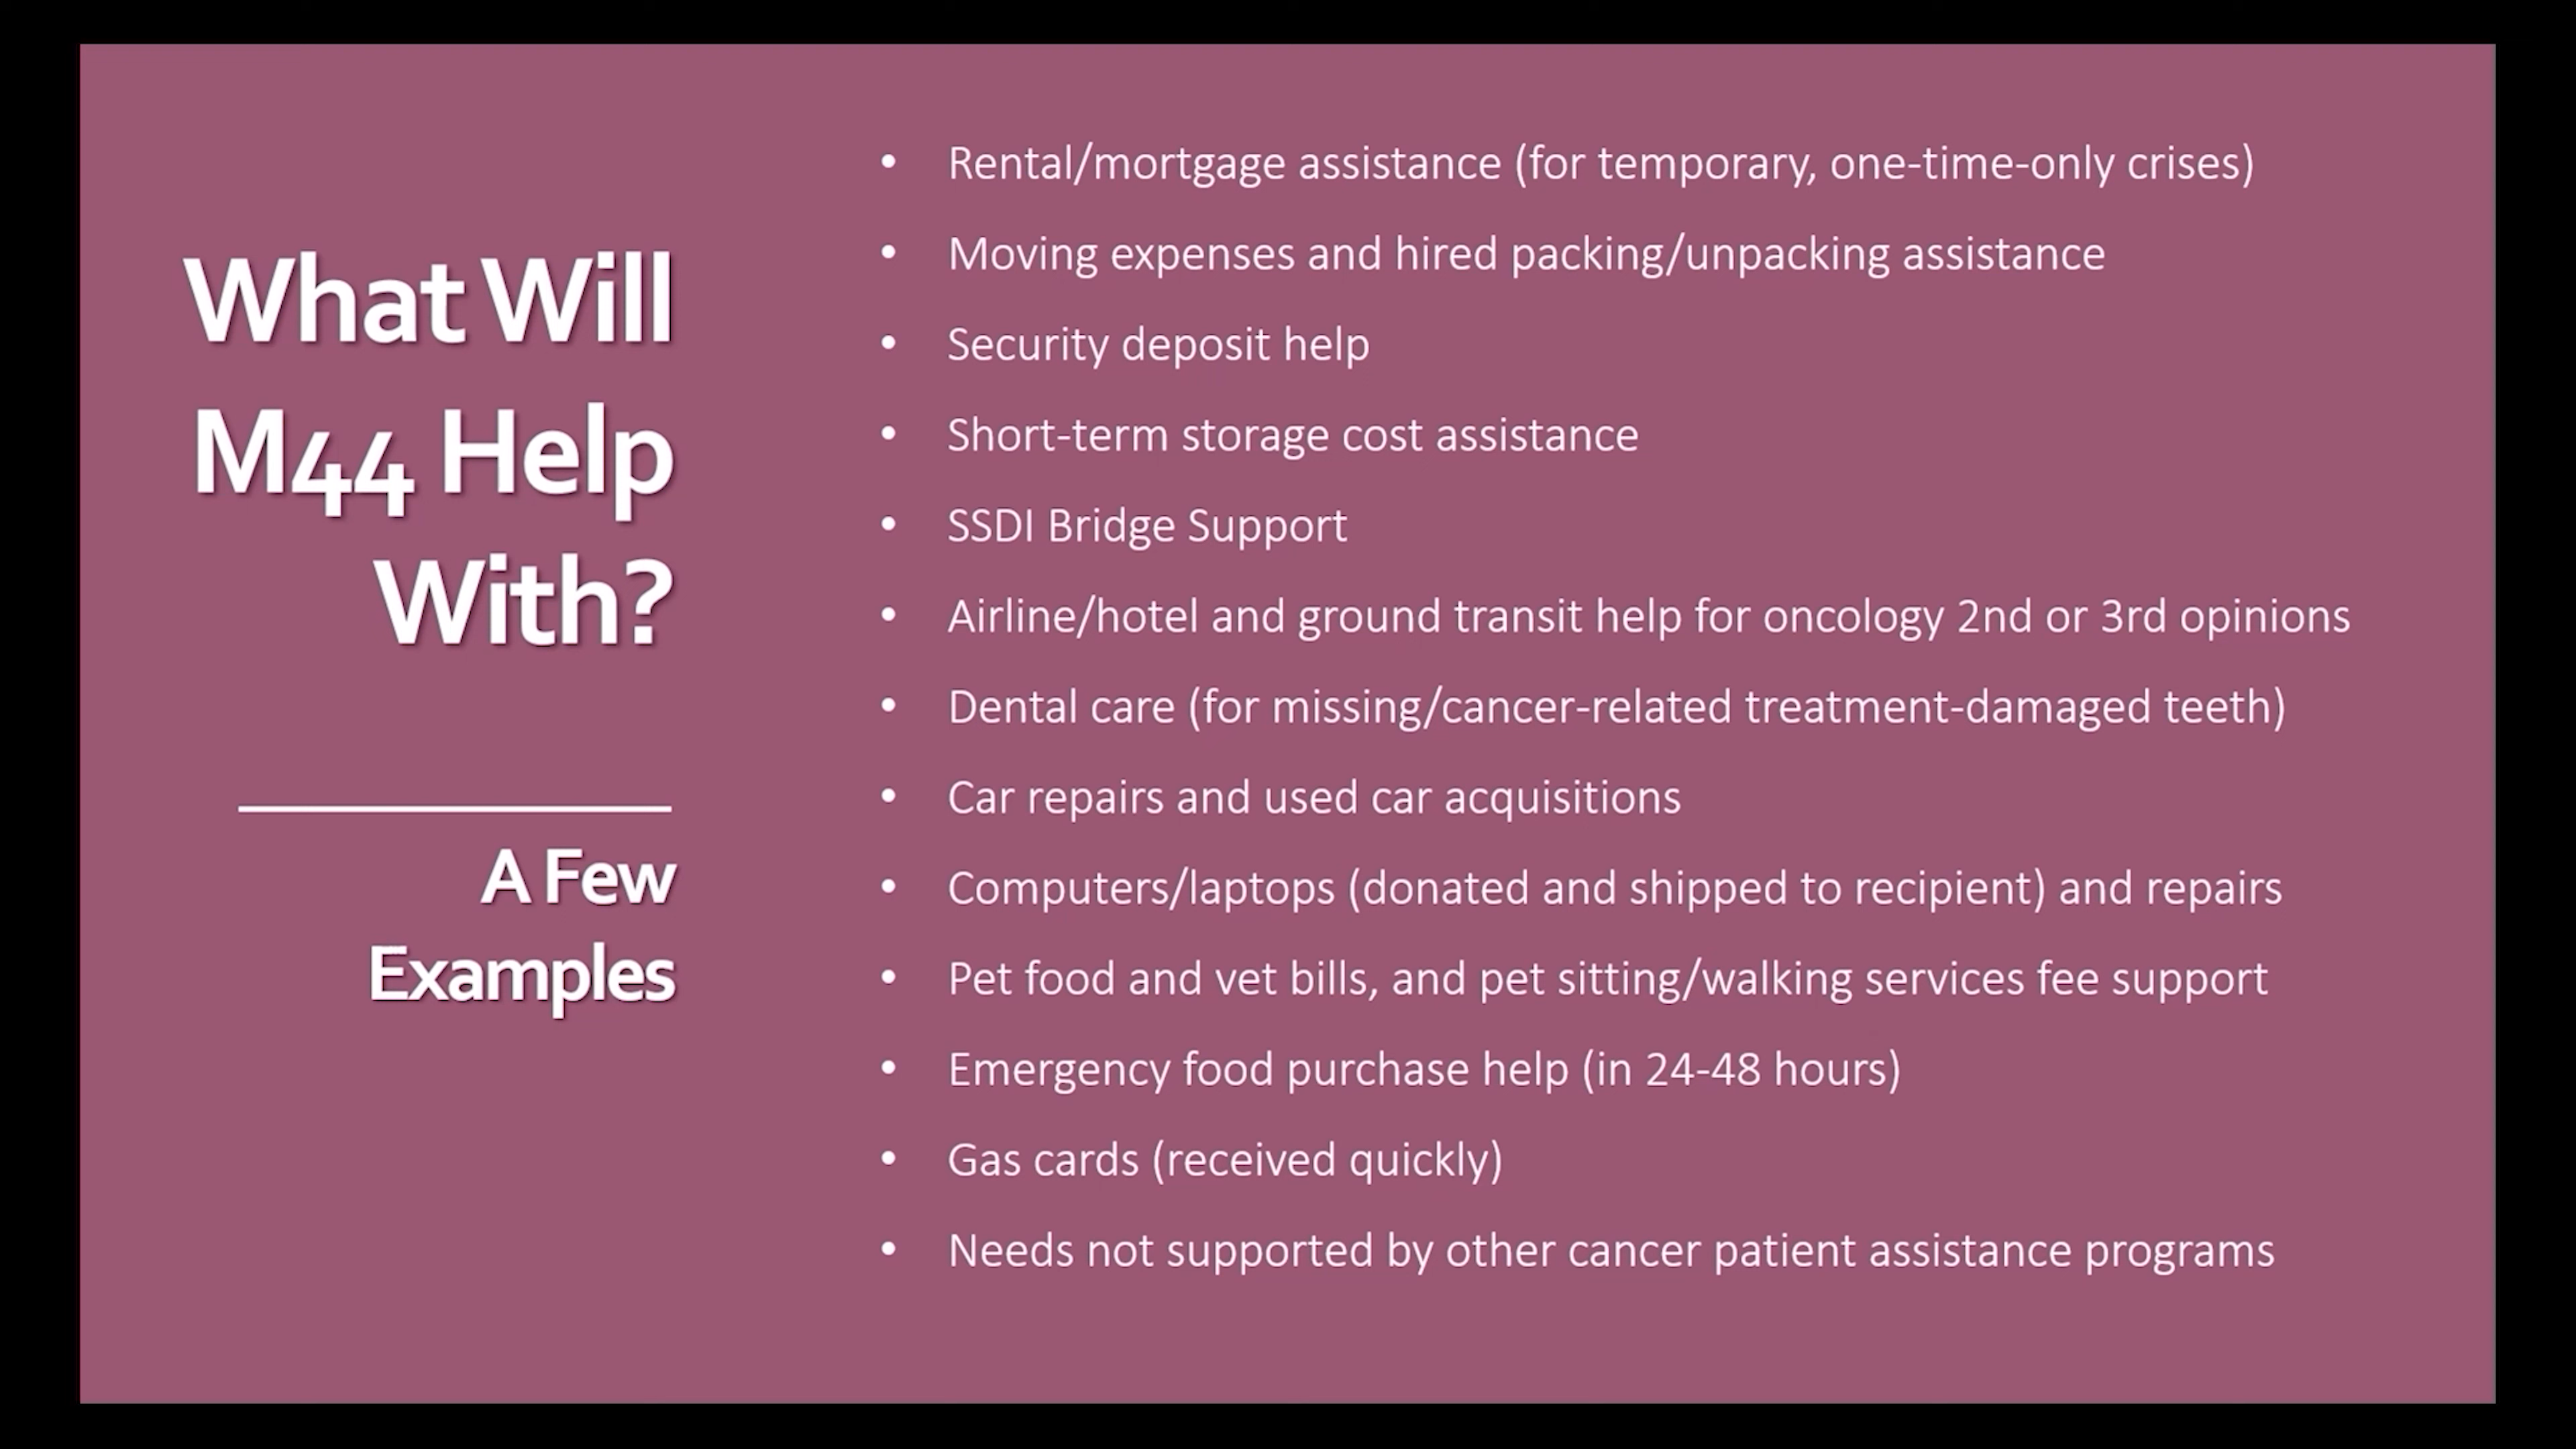 What Will
M44 Help
With?
A Few
Examples
• Rental/mortgage assistance (for temporary, one-time-only crises)
• Moving expenses and hired packing/unpacking assistance
• Security deposit help
• Short-term storage cost assistance
• SSDI Bridge Support
• Airline/hotel and ground transit help for oncology 2nd or 3rd opinions
• Dental care (for missing/cancer-related treatment-damaged teeth)
• Car repairs and used car acquisitions
• Computers/laptops (donated and shipped to recipient) and repairs
• Pet food and vet bills, and pet sitting/walking services fee support
• Emergency food purchase help (in 24-48 hours)
• Gas cards (received quickly)
• Needs not supported by other cancer patient assistance programs